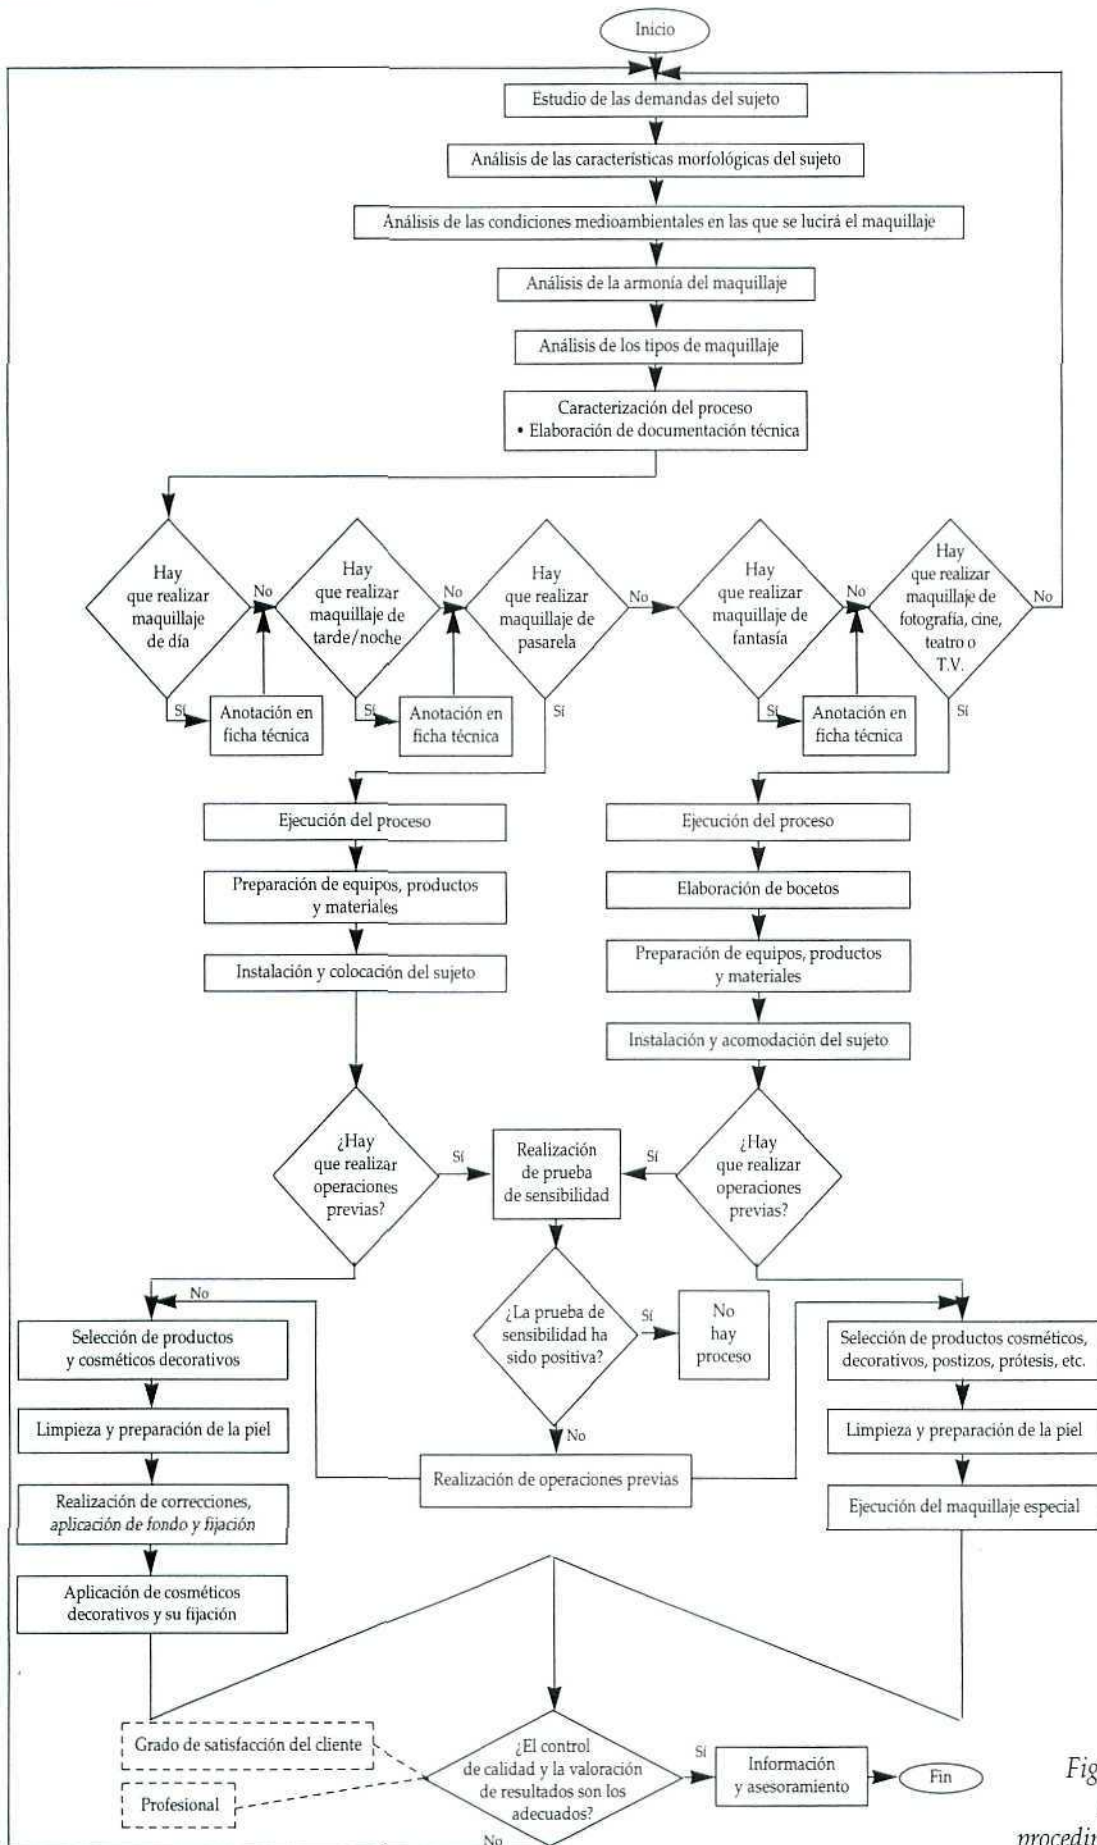 Inicio
Estudio de las demandas del sujeto
Análisis de las características morfológicas del sujeto
Análisis de las condiciones medioambientales en las que se lucirá el maquillaje
Análisis de la armonía del maquillaje
Análisis de los tipos de maquillaje
Caracterización del proceso
• Elaboración de documentación técnica
Hay
que realizar
maquillaje
de día
No
Sí
Anotación en
ficha técnica
Hay
que realizar
maquillaje de
tarde/noche
No
Sí
Anotación en
ficha técnica
Hay
que realizar
maquillaje de
pasarela
No
Sí
Hay
que realizar
maquillaje de
fantasía
No
Sí
Anotación en
ficha técnica
Hay
que realizar
maquillaje de
fotografía, cine,
teatro o
T.V.
No
Sí
Ejecución del proceso
Preparación de equipos, productos
y materiales
Instalación y colocación del sujeto
Ejecución del proceso
Elaboración de bocetos
Preparación de equipos, productos
y materiales
Instalación y acomodación del sujeto
¿Hay
que realizar
operaciones
previas?
Sí
Realización
de prueba
de sensibilidad
Sí
¿Hay
que realizar
operaciones
previas?
No
¿La prueba de
sensibilidad ha
sido positiva?
Sí
No
hay
proceso
No
Realización de operaciones previas
Selección de productos
y cosméticos decorativos
Limpieza y preparación de la piel
Realización de correcciones,
aplicación de fondo y fijación
Aplicación de cosméticos
decorativos y su fijación
Selección de productos cosméticos,
decorativos, postizos, prótesis, etc.
Limpieza y preparación de la piel
Ejecución del maquillaje especial
Grado de satisfacción del cliente
Profesional
¿El control
de calidad y la valoración
de resultados son los
adecuados?
Sí
Información
y asesoramiento
Fin
No
Fig